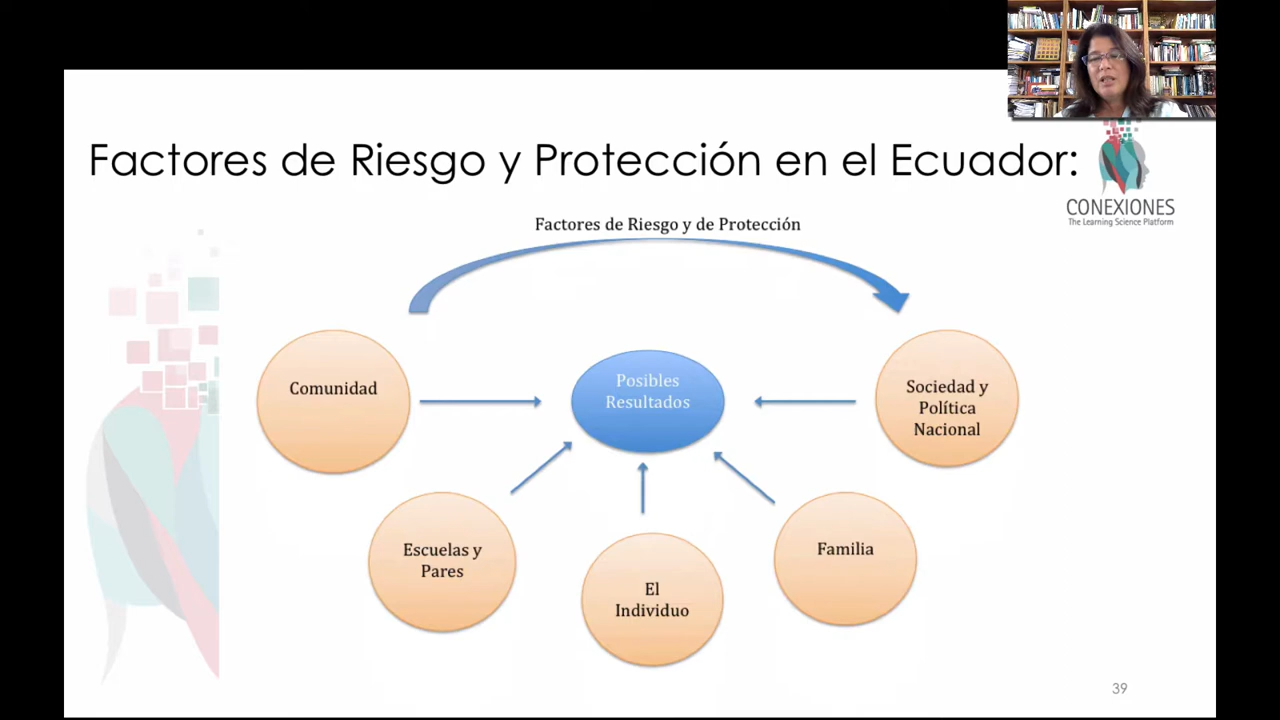 Factores de Riesgo y Protección en el Ecuador:
CONEXIONES
The Learning Science Platform
Factores de Riesgo y de Protección
Comunidad
Posibles
Resultados
Sociedad y
Política
Nacional
Escuelas y
Pares
El
Individuo
Familia
39